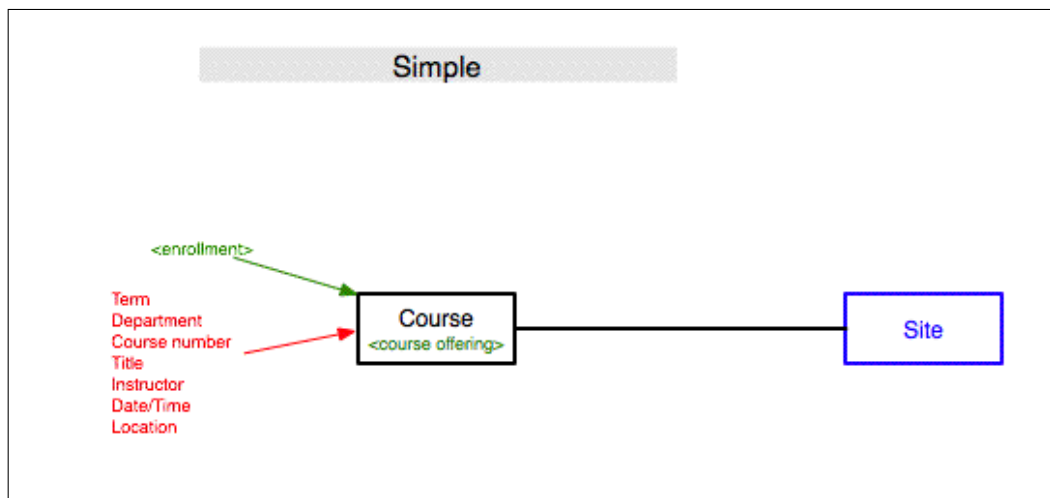 Simple
<enrollment>
Term
Department
Course number
Title
Instructor
Date/Time
Location
Course
<course offering>
Site